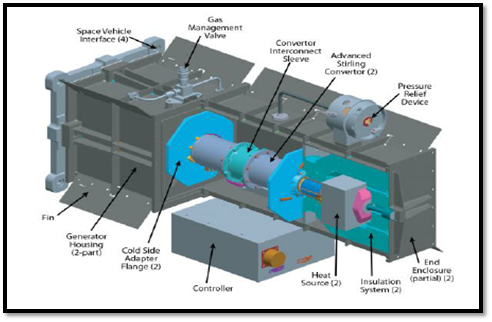 Space Vehicle
Interface (4)
Gas
Management
Valve
Convertor
Interconnect
Sleeve
Advanced
Stirling
Convertor (2)
Pressure
Relief
Device
Fin
Generator
Housing
(2-part)
Cold Side
Adapter
Flange (2)
Controller
Heat
Source (2)
Insulation
System (2)
End
Enclosure
(partial) (2)